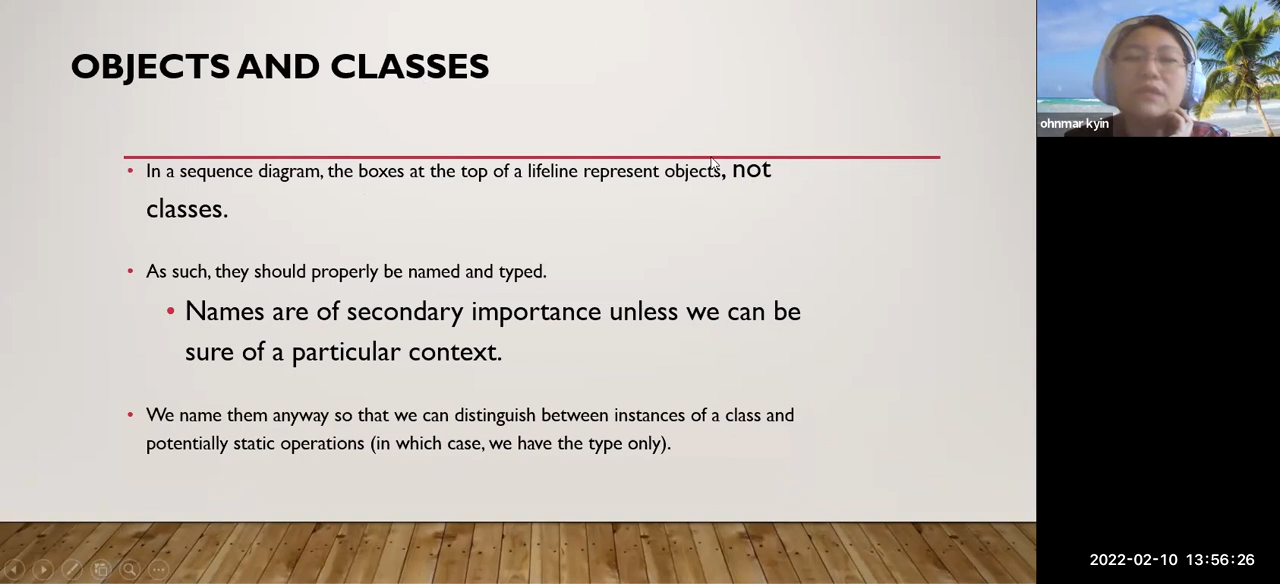 OBJECTS AND CLASSES
• In a sequence diagram, the boxes at the top of a lifeline represent objects, not
classes.
• As such, they should properly be named and typed.
• Names are of secondary importance unless we can be
sure of a particular context.
• We name them anyway so that we can distinguish between instances of a class and
potentially static operations (in which case, we have the type only).
ohnmar kyin
2022-02-10 13:56:26